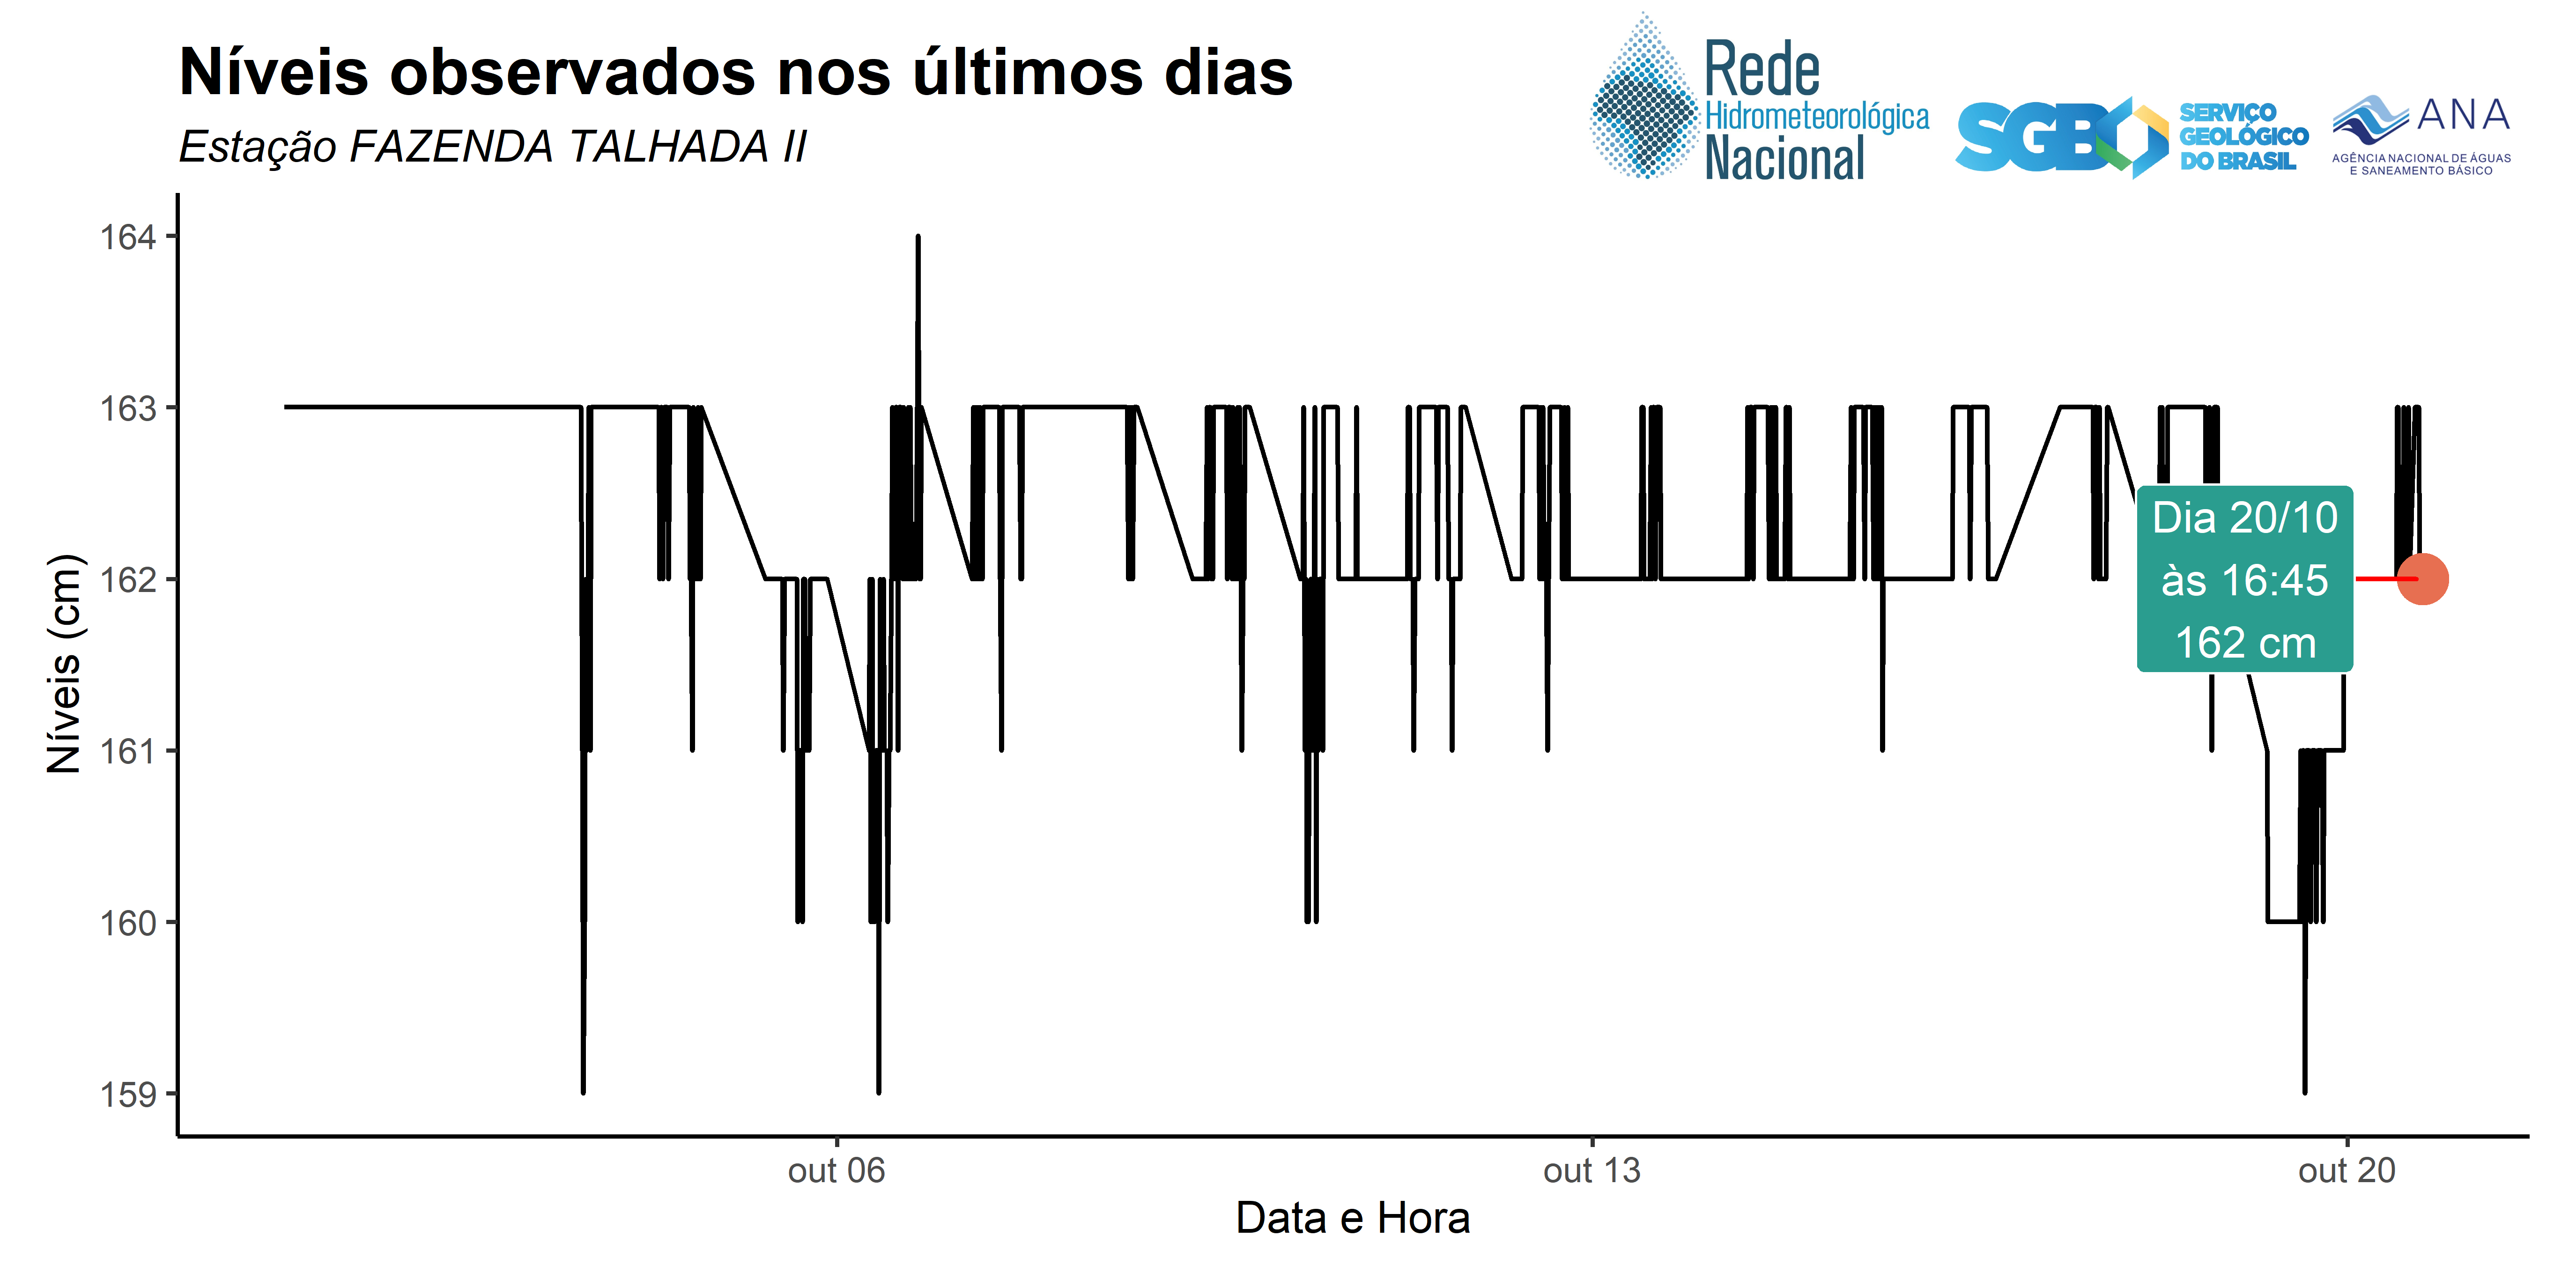 Níveis observados nos últimos dias
Estação FAZENDA TALHADA II
Rede
Hidrometeorológica
Nacional
SGB
SERVIÇO
GEOLÓGICO
DO BRASIL
ANA
AGÊNCIA NACIONAL DE ÁGUAS
E SANEAMENTO BÁSICO
164
163
162
161
160
159
Níveis (cm)
Dia 20/10
às 16:45
162 cm
out 06
out 13
out 20
Data e Hora